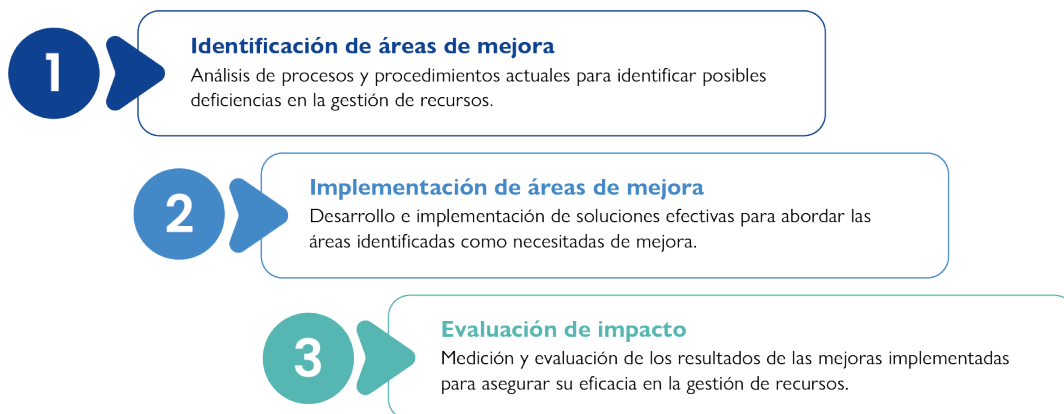 1
Identificación de áreas de mejora
Análisis de procesos y procedimientos actuales para identificar posibles
deficiencias en la gestión de recursos.
2
Implementación de áreas de mejora
Desarrollo e implementación de soluciones efectivas para abordar las
áreas identificadas como necesitadas de mejora.
3
Evaluación de impacto
Medición y evaluación de los resultados de las mejoras implementadas
para asegurar su eficacia en la gestión de recursos.